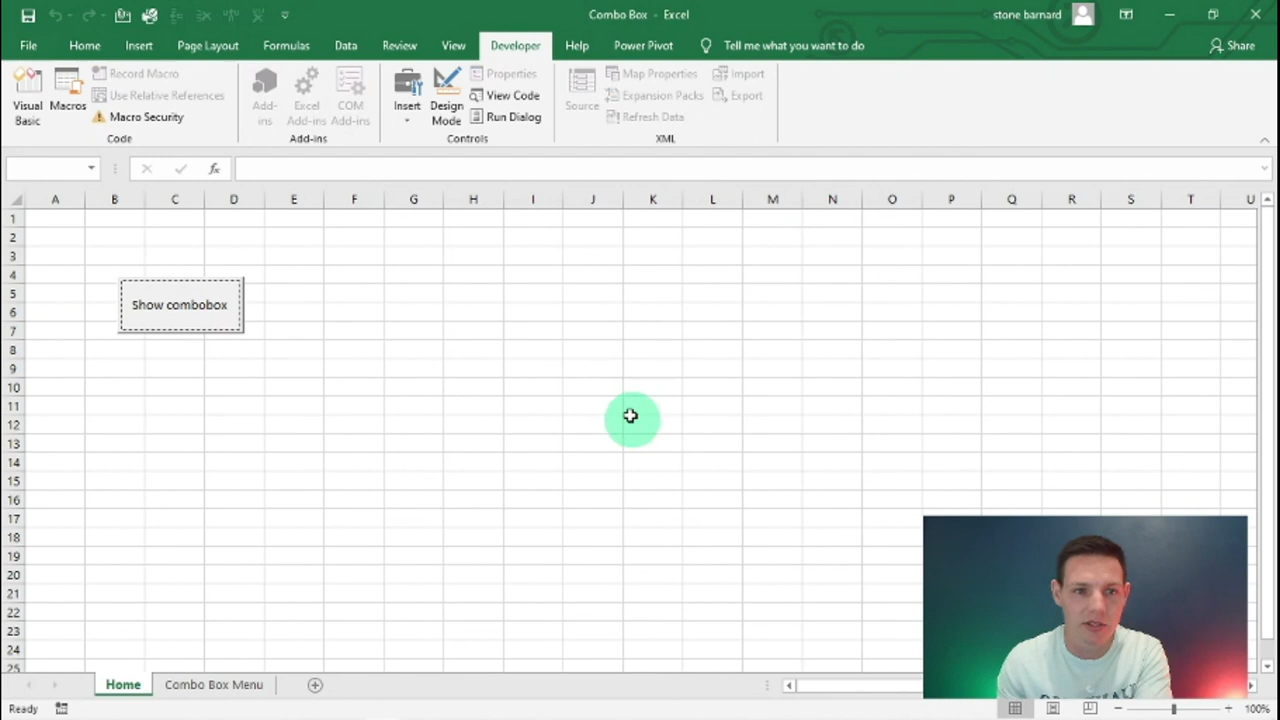 Combo Box - Excel
stone barnard
File Home Insert Page Layout Formulas Data Review View Developer Help Power Pivot Tell me what you want to do Share
Visual Basic
Macros
Record Macro
Use Relative References
Macro Security
Code
Add-ins
Excel Add-ins
COM Add-ins
Add-ins
Insert
Design Mode
Properties
View Code
Run Dialog
Controls
Source
Map Properties
Expansion Packs
Refresh Data
Import
Export
XML
fx
A B C D E F G H I J K L M N O P Q R S T U
1
2
3
4
5
6
7
8
9
10
11
12
13
14
15
16
17
18
19
20
21
22
23
24
25
Show combobox
Home Combo Box Menu
Ready
100%